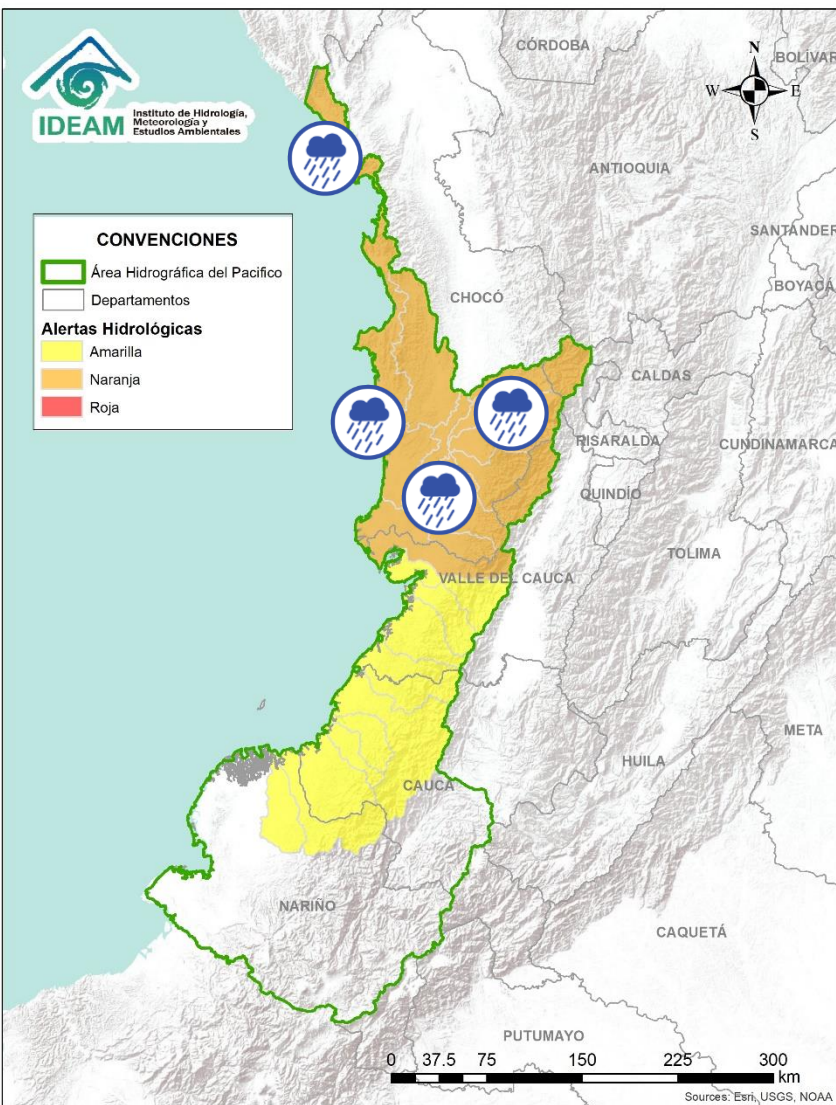 IDEAM
Instituto de Hidrología,
Meteorología y
Estudios Ambientales
CÓRDOBA
BOLÍVAR
N
W
E
S
ANTIOQUIA
SANTANDER
BOYACÁ
CONVENCIONES
Área Hidrográfica del Pacifico
Departamentos
Alertas Hidrológicas
Amarilla
Naranja
Roja
CHOCÓ
CALDAS
RISARALDA
CUNDINAMARCA
QUINDÍO
TOLIMA
VALLE DEL CAUCA
META
HUILA
CAUCA
NARIÑO
CAQUETÁ
PUTUMAYO
0 37.5 75 150 225 300
km
Sources: Esri, USGS, NOAA